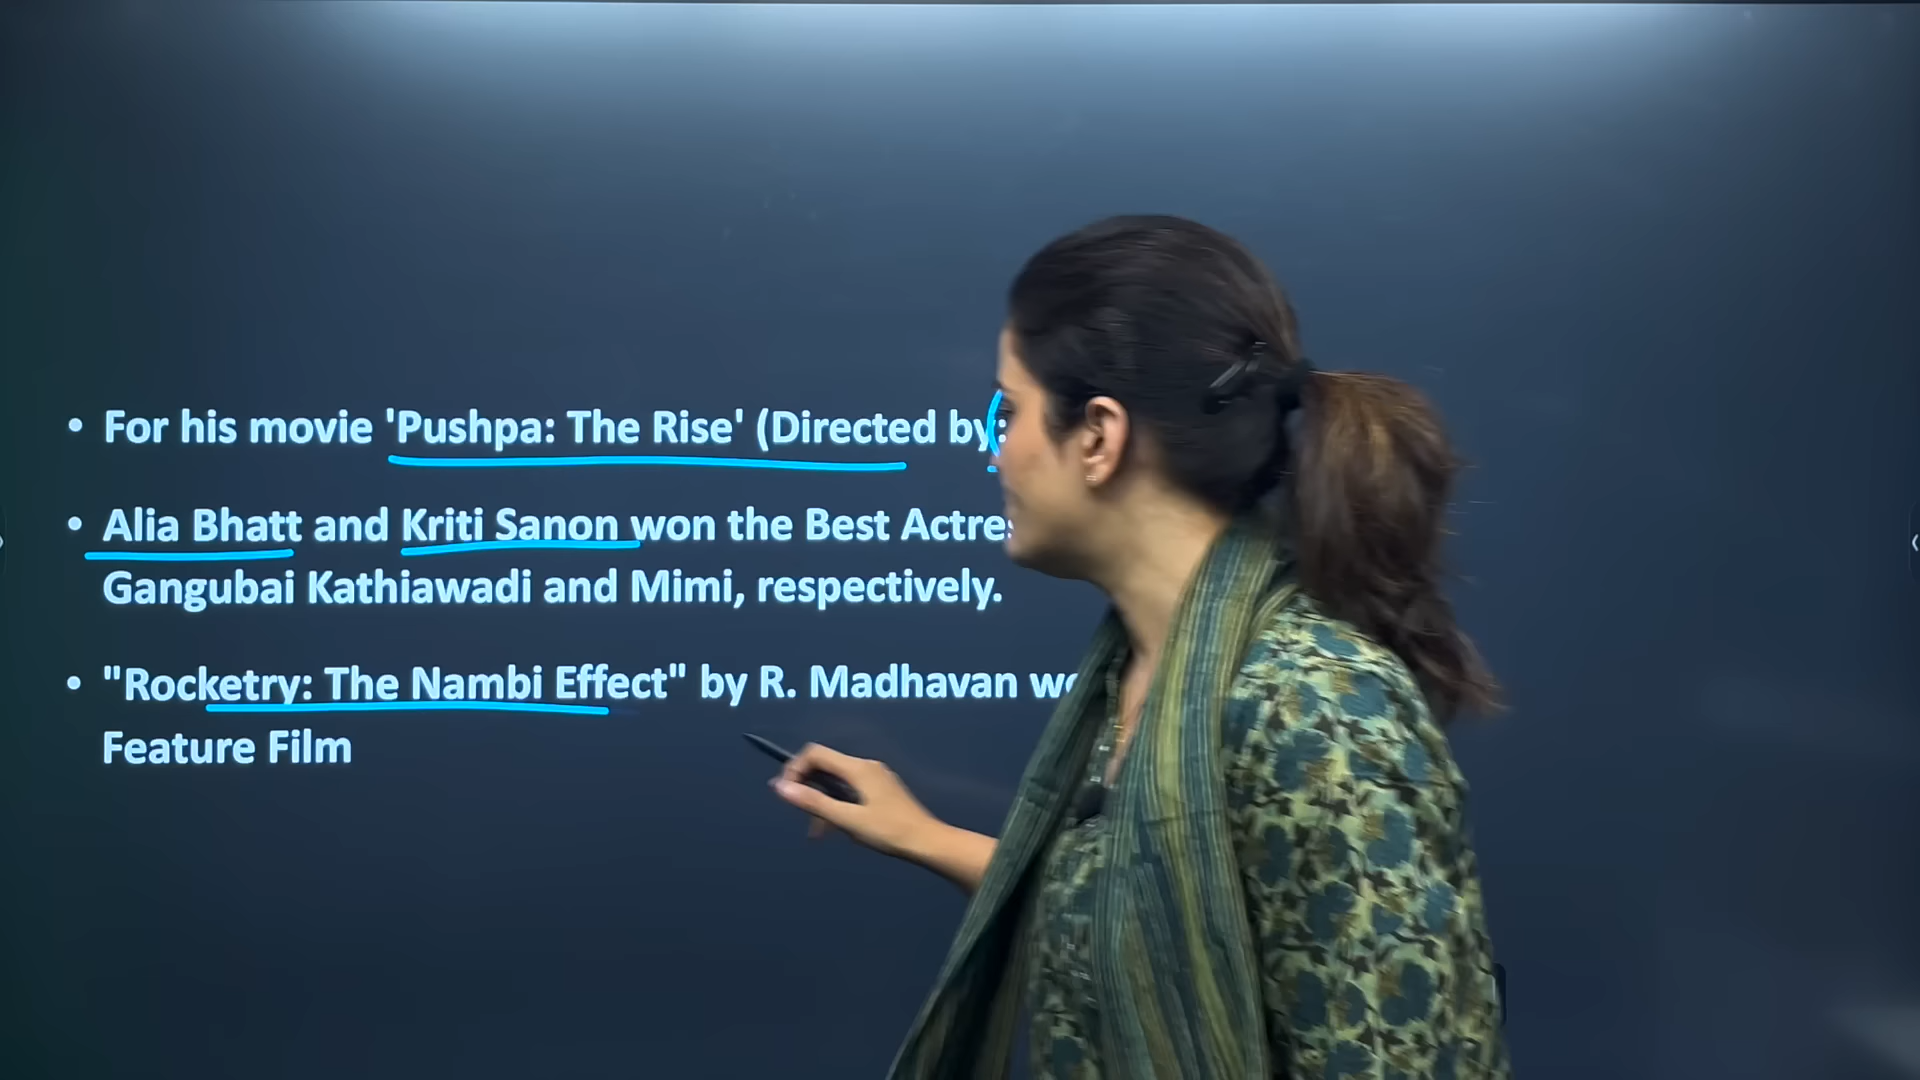 • For his movie 'Pushpa: The Rise' (Directed by:
• Alia Bhatt and Kriti Sanon won the Best
Gangubai Kathiawadi and Mimi, respectively.
• "Rocketry: The Nambi Effect" by R. Madhavan
Feature Film